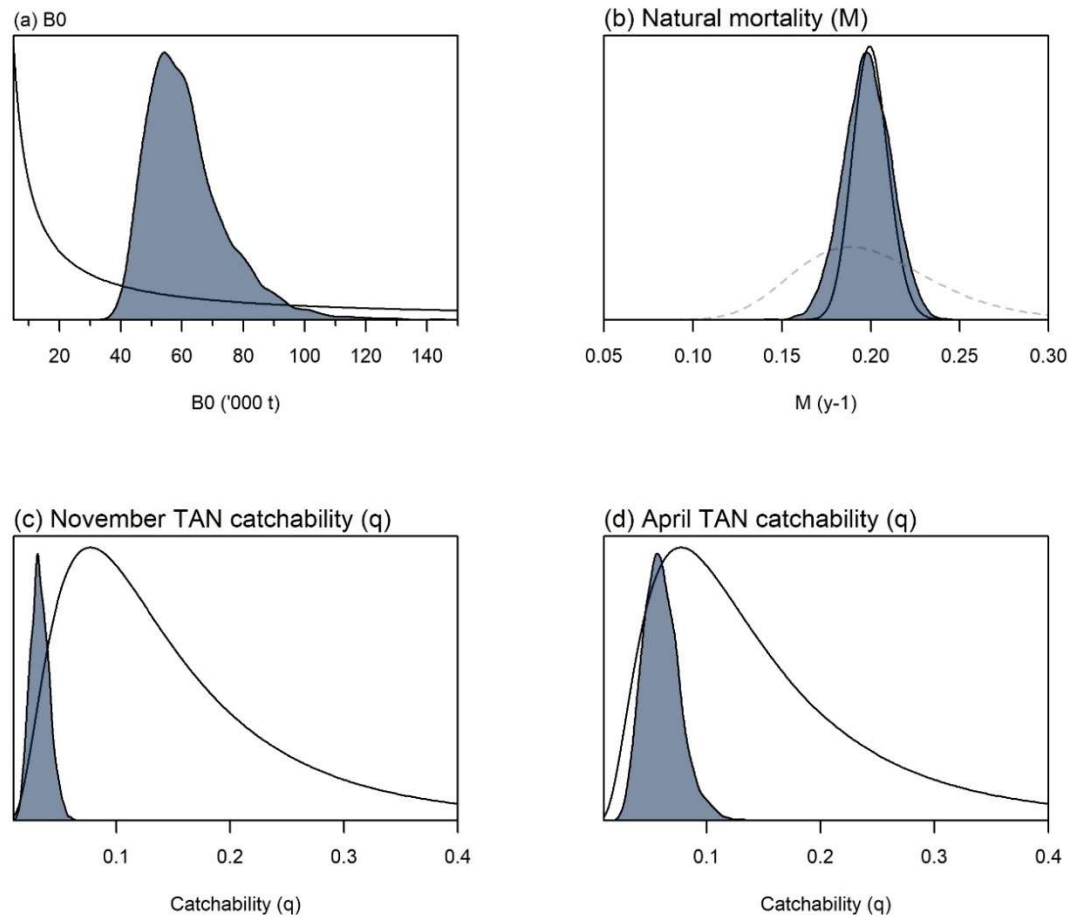 (a) B0
20 40 60 80 100 120 140
B0 ('000 t)
(b) Natural mortality (M)
0.05 0.10 0.15 0.20 0.25 0.30
M (y-1)
(c) November TAN catchability (q)
0.1 0.2 0.3 0.4
Catchability (q)
(d) April TAN catchability (q)
0.1 0.2 0.3 0.4
Catchability (q)